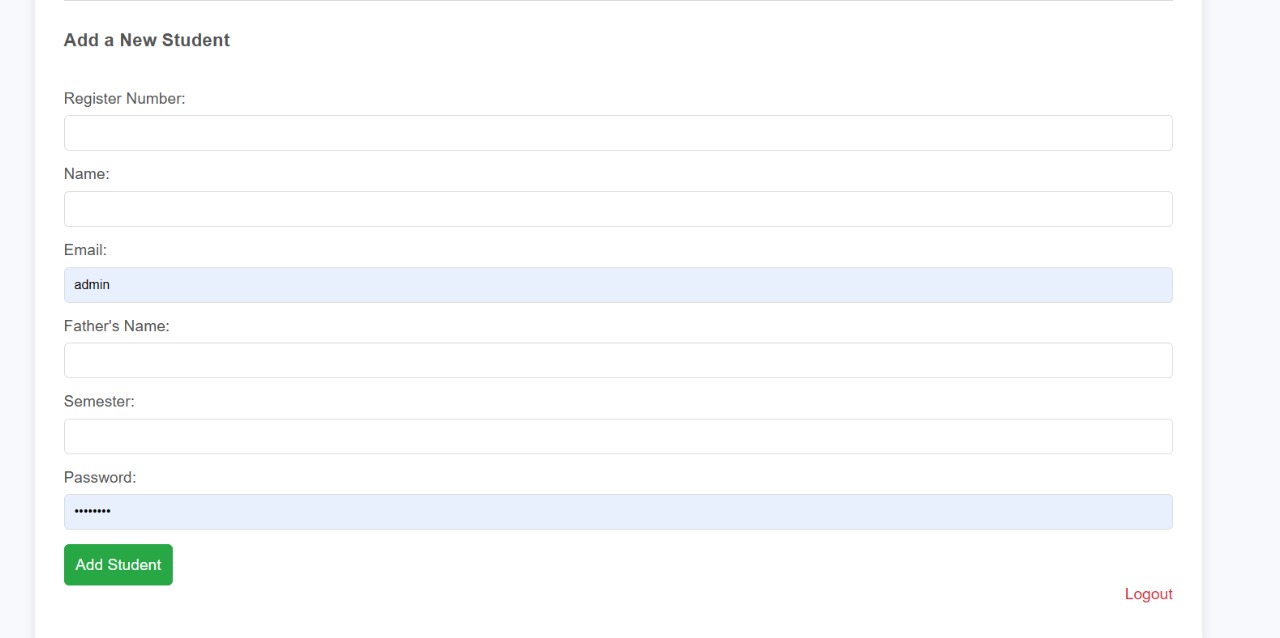 Add a New Student
Register Number:
Name:
Email:
admin
Father's Name:
Semester:
Password:
••••••••
Add Student
Logout